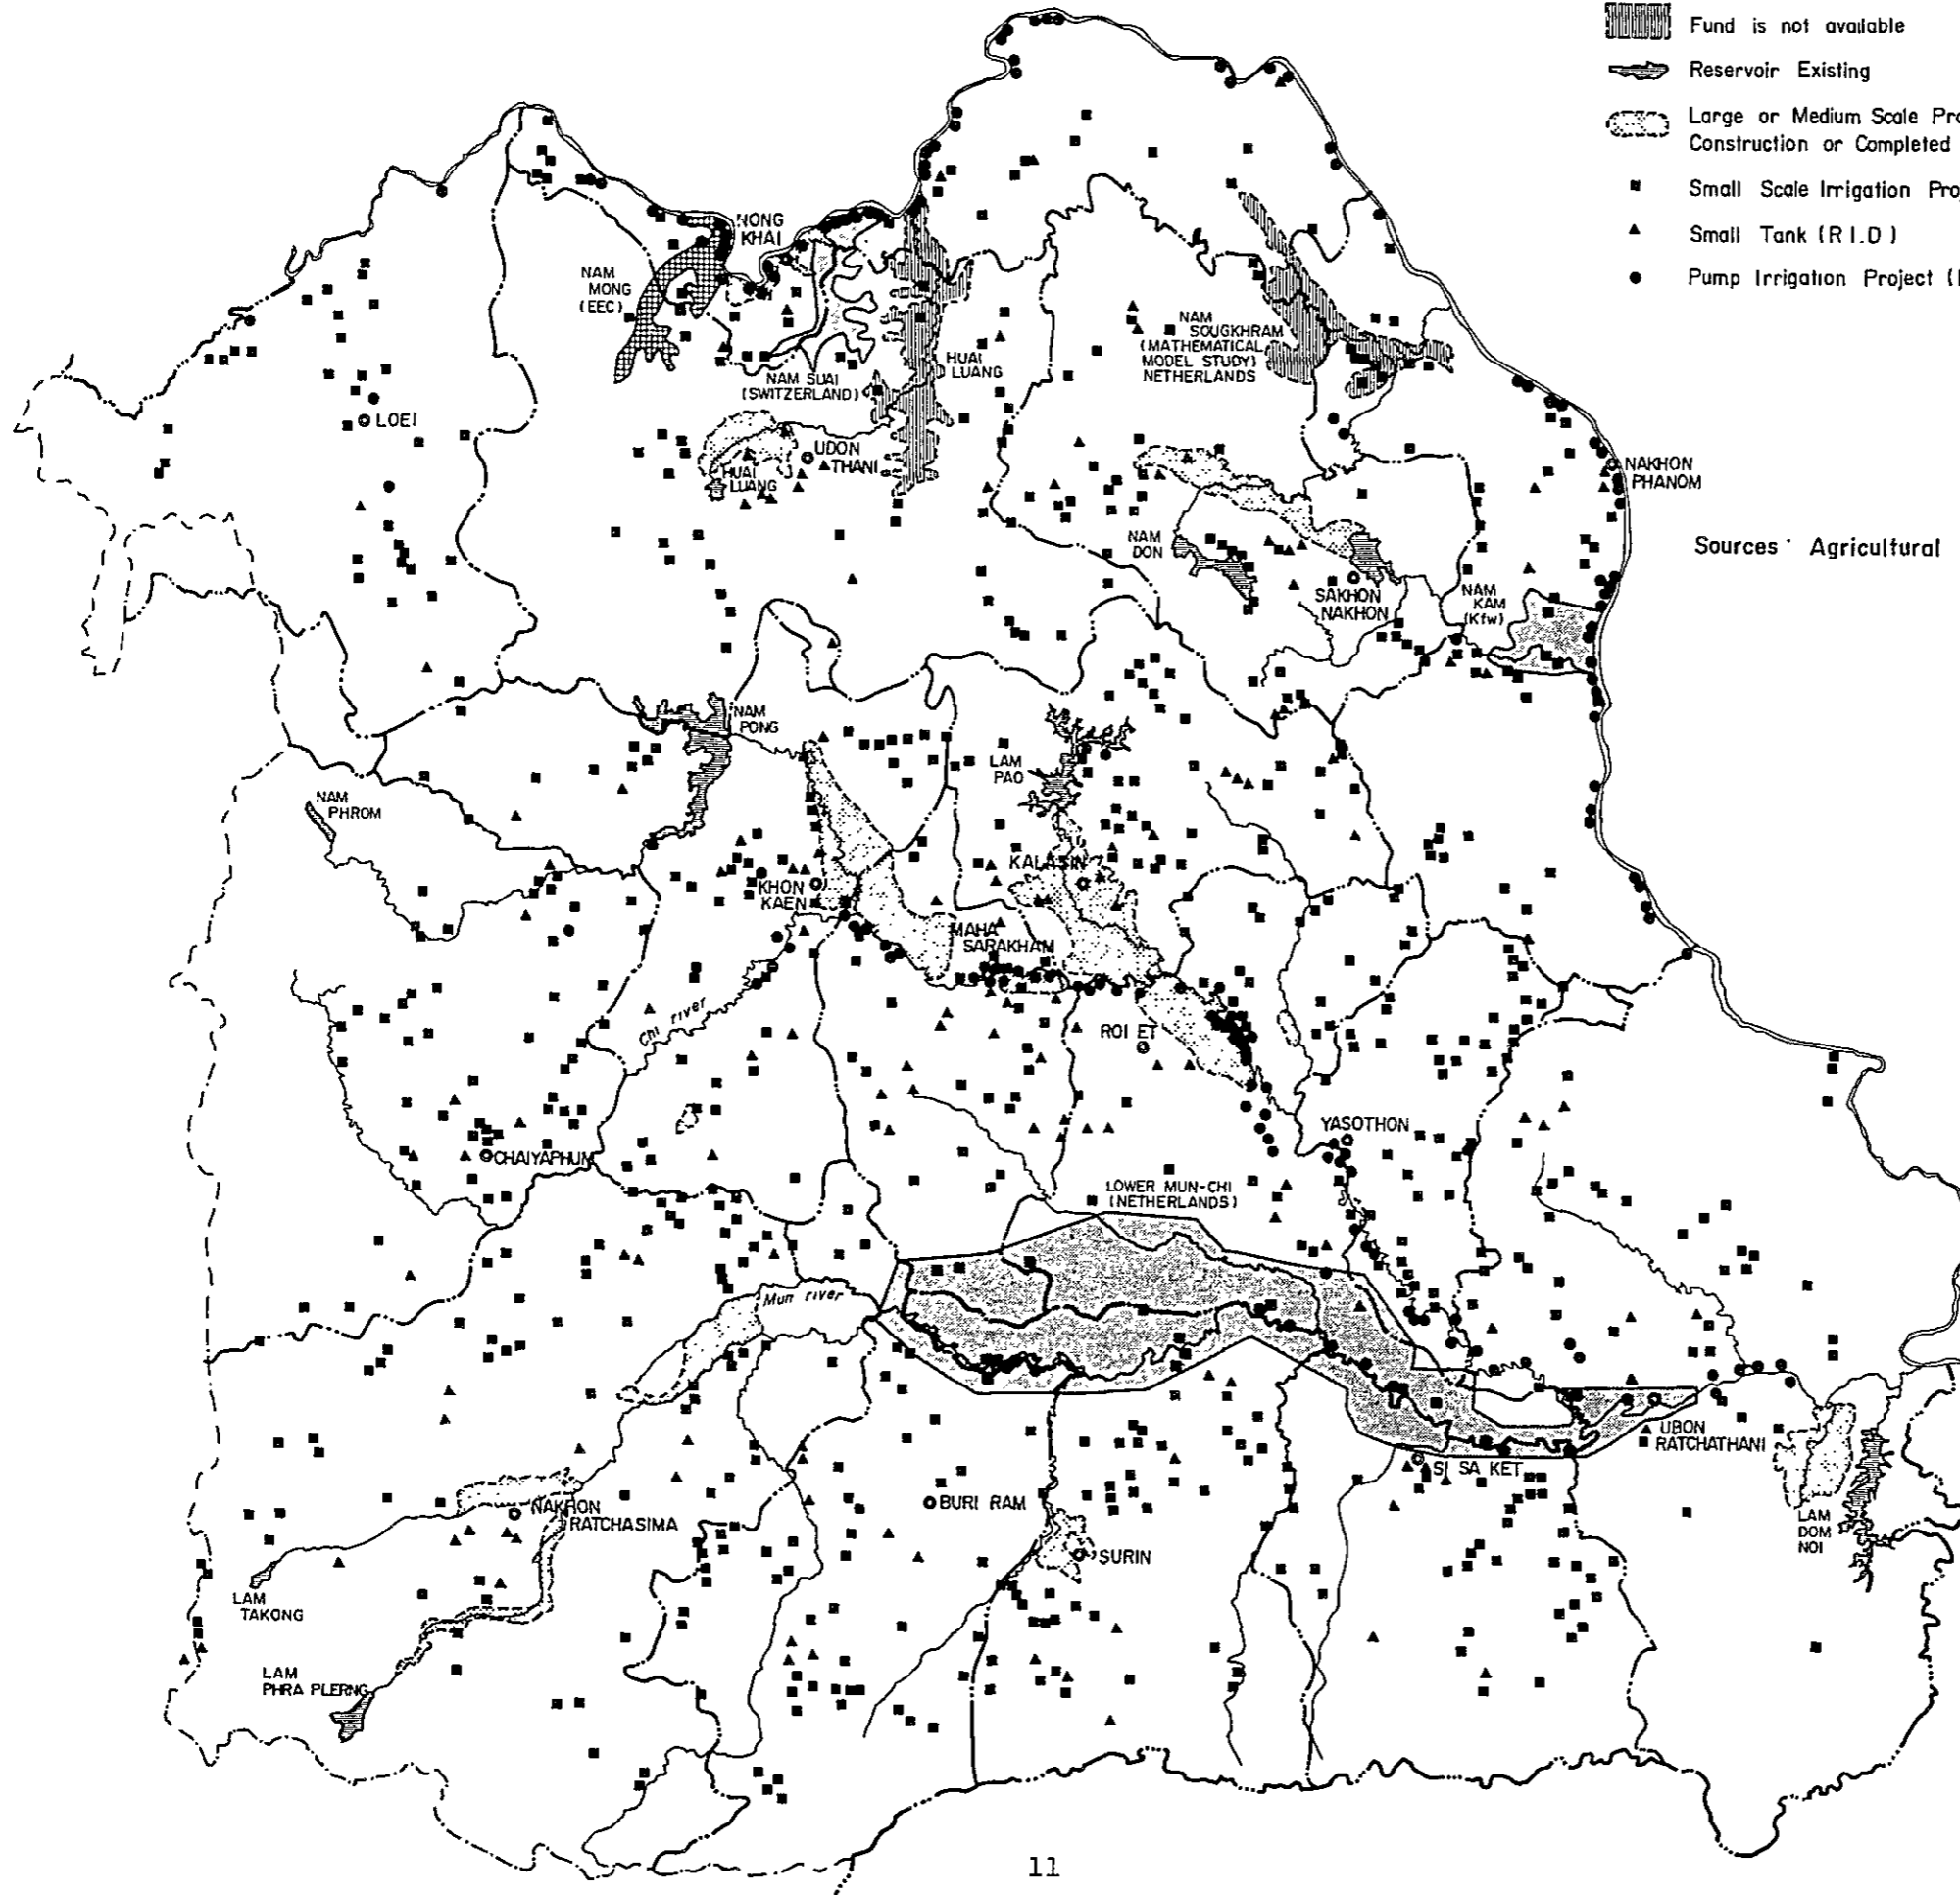 Fund is not available
Reservoir Existing
Large or Medium Scale Pro
Construction or Completed
Small Scale Irrigation Pro
Small Tank (R.I.D)
Pump Irrigation Project (
NONG
KHAI
NAM
MONG
(EEC)
NAM SUAI
(SWITZERLAND)
HUAI
LUANG
NAM
SOUGKHRAM
(MATHEMATICAL
MODEL STUDY)
NETHERLANDS
LOEI
UDON
THANI
HUAI
LUANG
NAKHON
PHANOM
Sources : Agricultural
NAM
DON
SAKHON
NAKHON
NAM
KAM
(Kfw)
NAM
PONG
LAM
PAO
NAM
PHROM
KALASIN
KHON
KAEN
MAHA
SARAKHAM
Chi river
ROI ET
YASOTHON
CHAIYAPHUM
LOWER MUN-CHI
(NETHERLANDS)
Mun river
UBON
RATCHATHANI
SI SA KET
BURI RAM
NAKHON
RATCHASIMA
SURIN
LAM
DOM
NOI
LAM
TAKONG
LAM
PHRA PLERNG
11